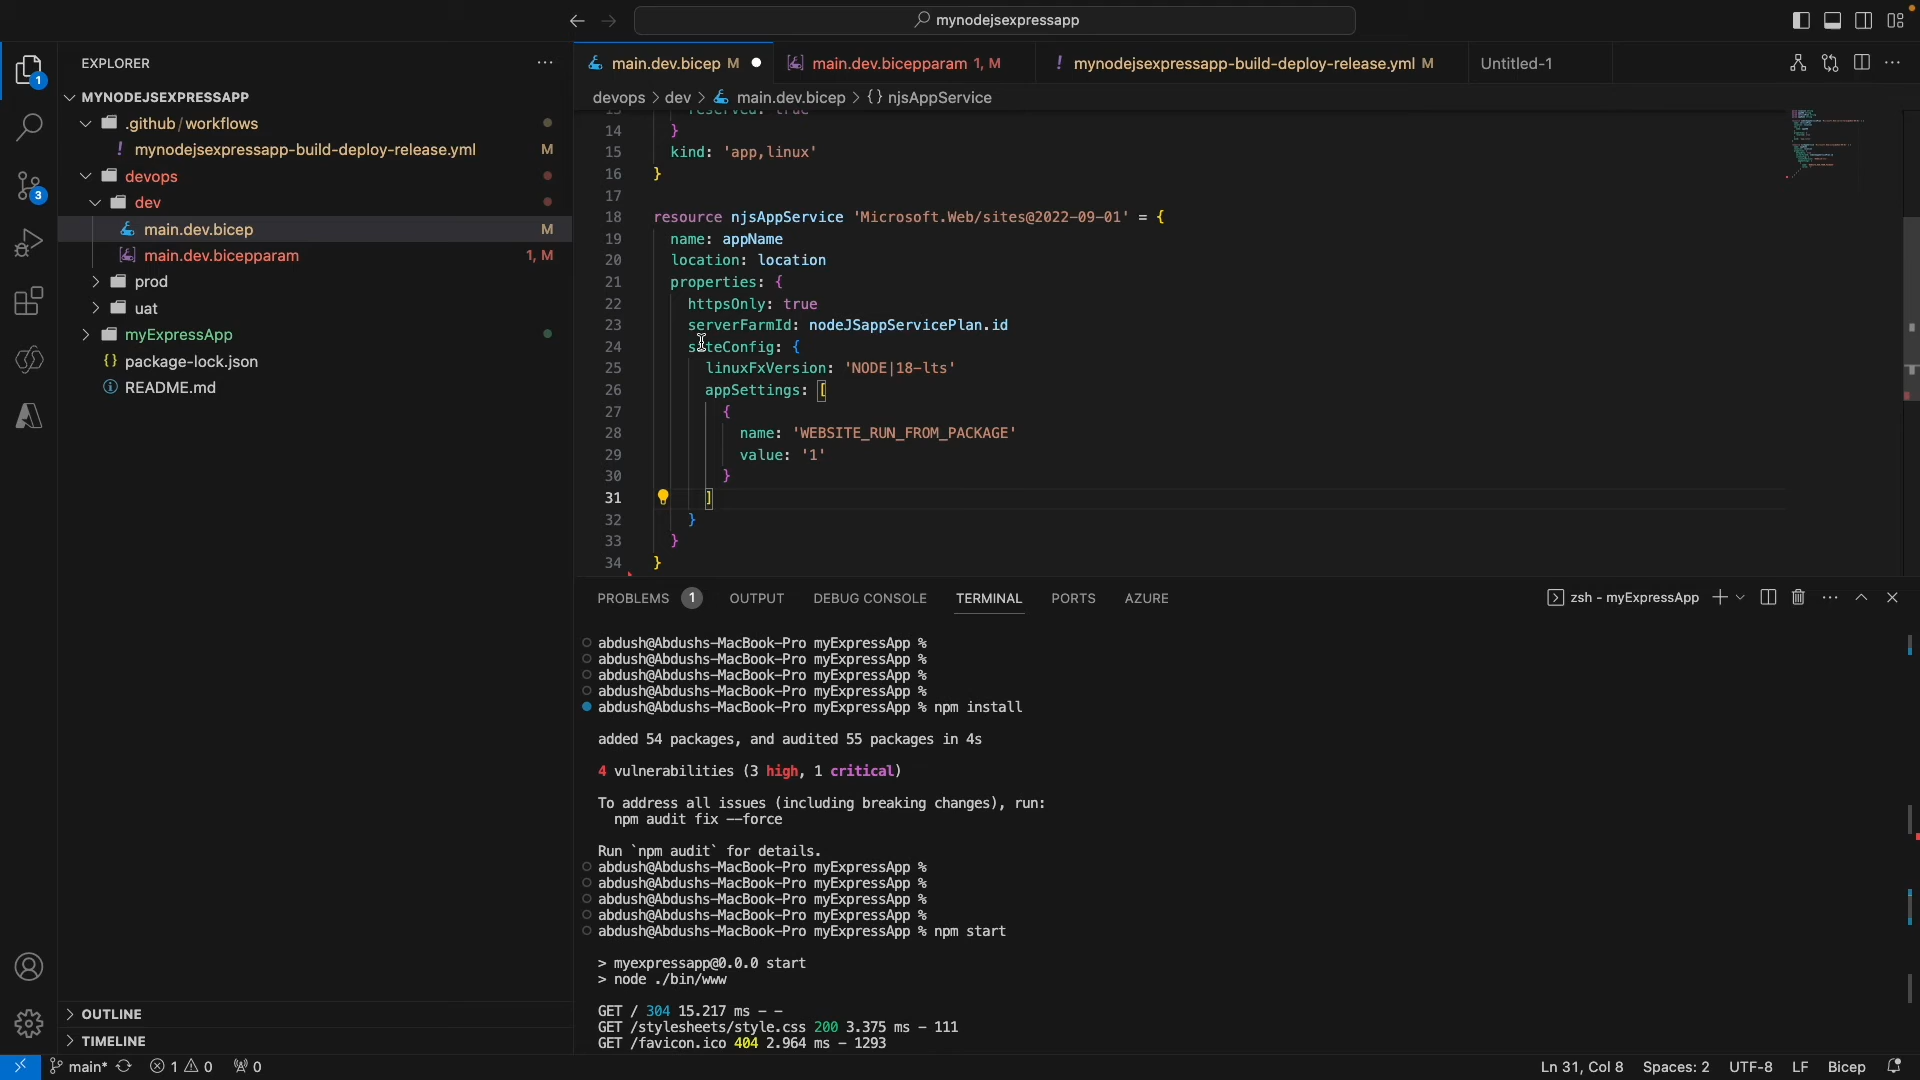 mynodejsexpressapp
EXPLORER
MYNODEJSEXPRESSAPP
.github/workflows
mynodejsexpressapp-build-deploy-release.yml M
devops
dev
main.dev.bicep M
main.dev.bicepparam 1, M
prod
uat
myExpressApp
package-lock.json
README.md
OUTLINE
TIMELINE
1
3
main.dev.bicep M
main.dev.bicepparam 1, M
mynodejsexpressapp-build-deploy-release.yml M
Untitled-1
devops > dev > main.dev.bicep > {} njsAppService
13 reserved: true
14 }
15 kind: 'app,linux'
16 }
17
18 resource njsAppService 'Microsoft.Web/sites@2022-09-01' = {
19 name: appName
20 location: location
21 properties: {
22 httpsOnly: true
23 serverFarmId: nodeJSappServicePlan.id
24 siteConfig: {
25 linuxFxVersion: 'NODE|18-lts'
26 appSettings: [
27 {
28 name: 'WEBSITE_RUN_FROM_PACKAGE'
29 value: '1'
30 }
31 ]
32 }
33 }
34 }
PROBLEMS 1 OUTPUT DEBUG CONSOLE TERMINAL PORTS AZURE
zsh - myExpressApp
abdush@Abdushs-MacBook-Pro myExpressApp %
abdush@Abdushs-MacBook-Pro myExpressApp %
abdush@Abdushs-MacBook-Pro myExpressApp %
abdush@Abdushs-MacBook-Pro myExpressApp %
abdush@Abdushs-MacBook-Pro myExpressApp % npm install
added 54 packages, and audited 55 packages in 4s
4 vulnerabilities (3 high, 1 critical)
To address all issues (including breaking changes), run:
npm audit fix --force
Run `npm audit` for details.
abdush@Abdushs-MacBook-Pro myExpressApp %
abdush@Abdushs-MacBook-Pro myExpressApp %
abdush@Abdushs-MacBook-Pro myExpressApp %
abdush@Abdushs-MacBook-Pro myExpressApp %
abdush@Abdushs-MacBook-Pro myExpressApp % npm start
> myexpressapp@0.0.0 start
> node ./bin/www
GET / 304 15.217 ms - -
GET /stylesheets/style.css 200 3.375 ms - 111
GET /favicon.ico 404 2.964 ms - 1293
main* 1 0 0
Ln 31, Col 8 Spaces: 2 UTF-8 LF Bicep